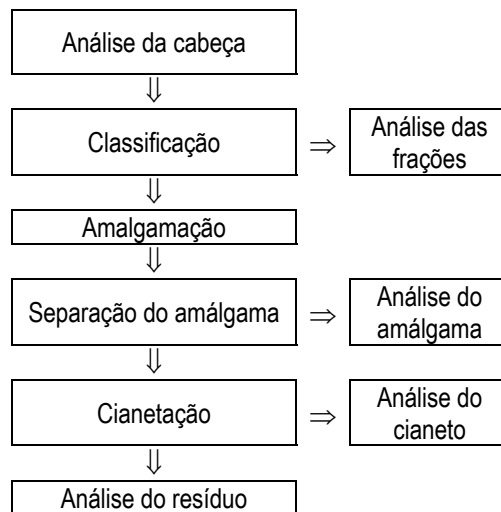 Análise da cabeça
⇓
Classificação ⇒ Análise das
frações
⇓
Amalgamação
⇓
Separação do amálgama ⇒ Análise do
amálgama
⇓
Cianetação ⇒ Análise do
cianeto
⇓
Análise do resíduo